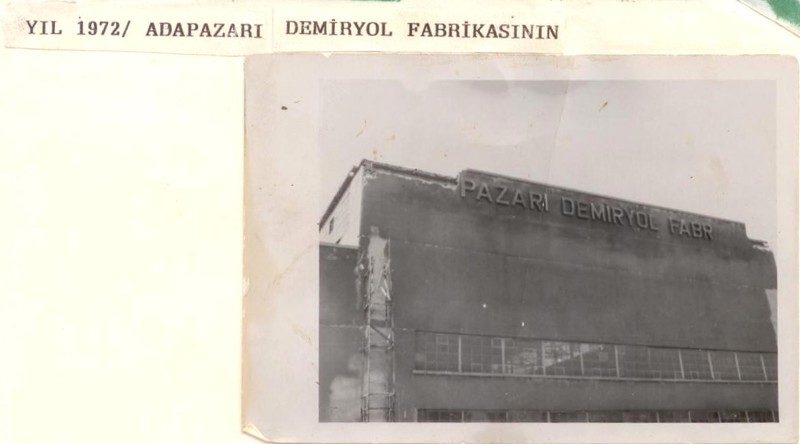 YIL 1972/ ADAPAZARI DEMİRYOL FABRİKASININ
PAZARI DEMİRYOL FABR